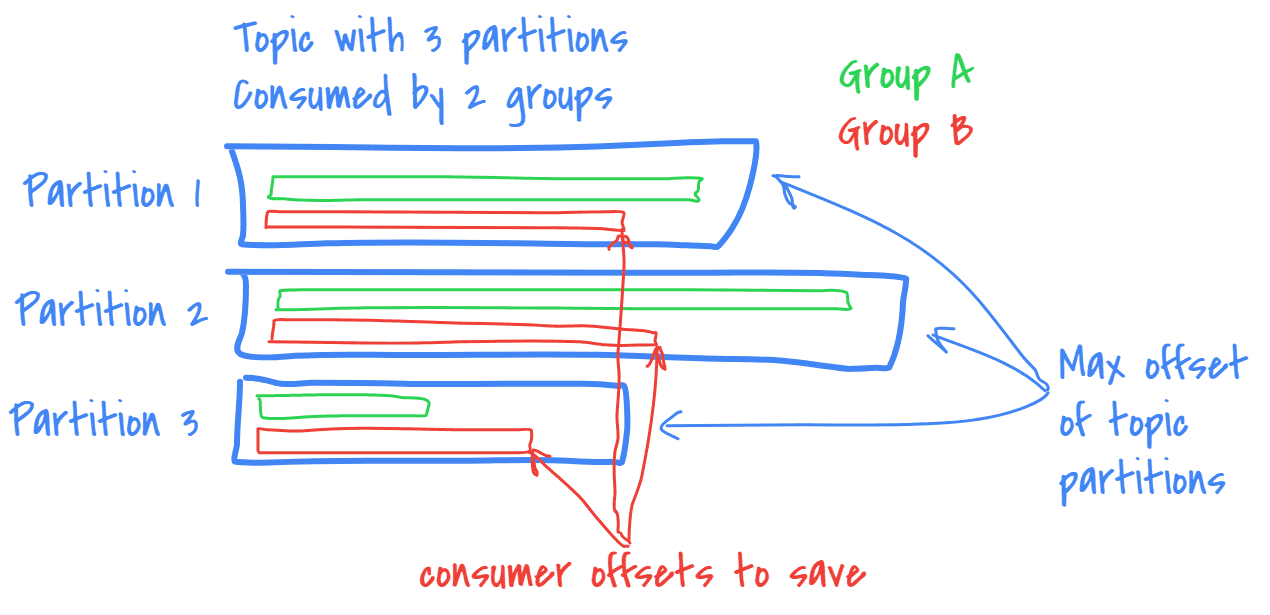 Topic with 3 partitions
Consumed by 2 groups
Group A
Group B
Partition 1
Partition 2
Partition 3
Max offset
of topic
partitions
consumer offsets to save